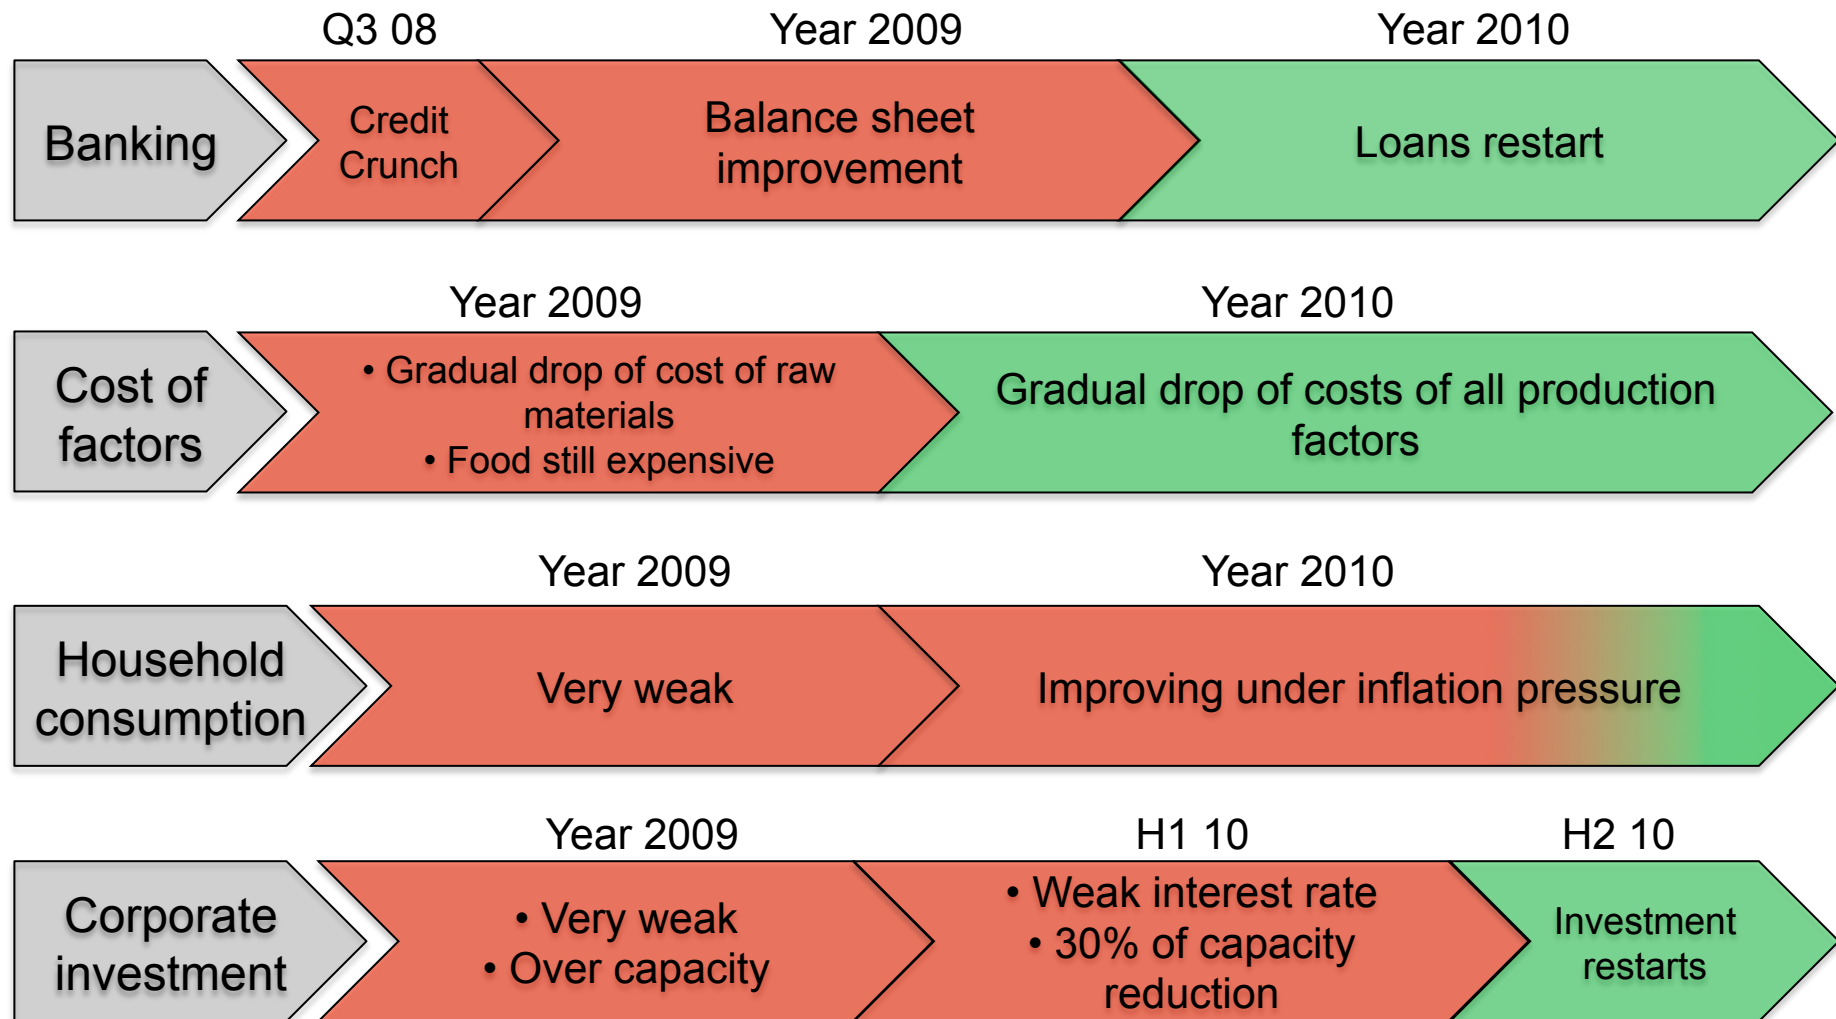 Q3 08
Year 2009
Year 2010
Banking
Credit
Crunch
Balance sheet
improvement
Loans restart
Year 2009
Year 2010
Cost of
factors
• Gradual drop of cost of raw
materials
• Food still expensive
Gradual drop of costs of all production
factors
Year 2009
Year 2010
Household
consumption
Very weak
Improving under inflation pressure
Year 2009
H1 10
H2 10
Corporate
investment
• Very weak
• Over capacity
• Weak interest rate
• 30% of capacity
reduction
Investment
restarts